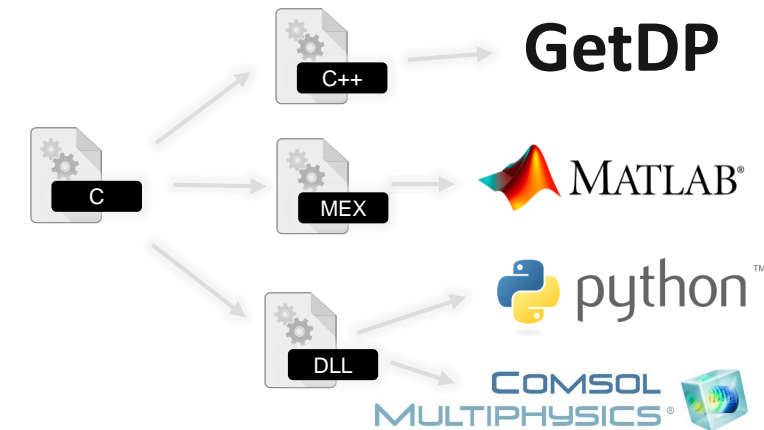 C++
GetDP
C
MEX
MATLAB®
DLL
python™
COMSOL
MULTIPHYSICS®